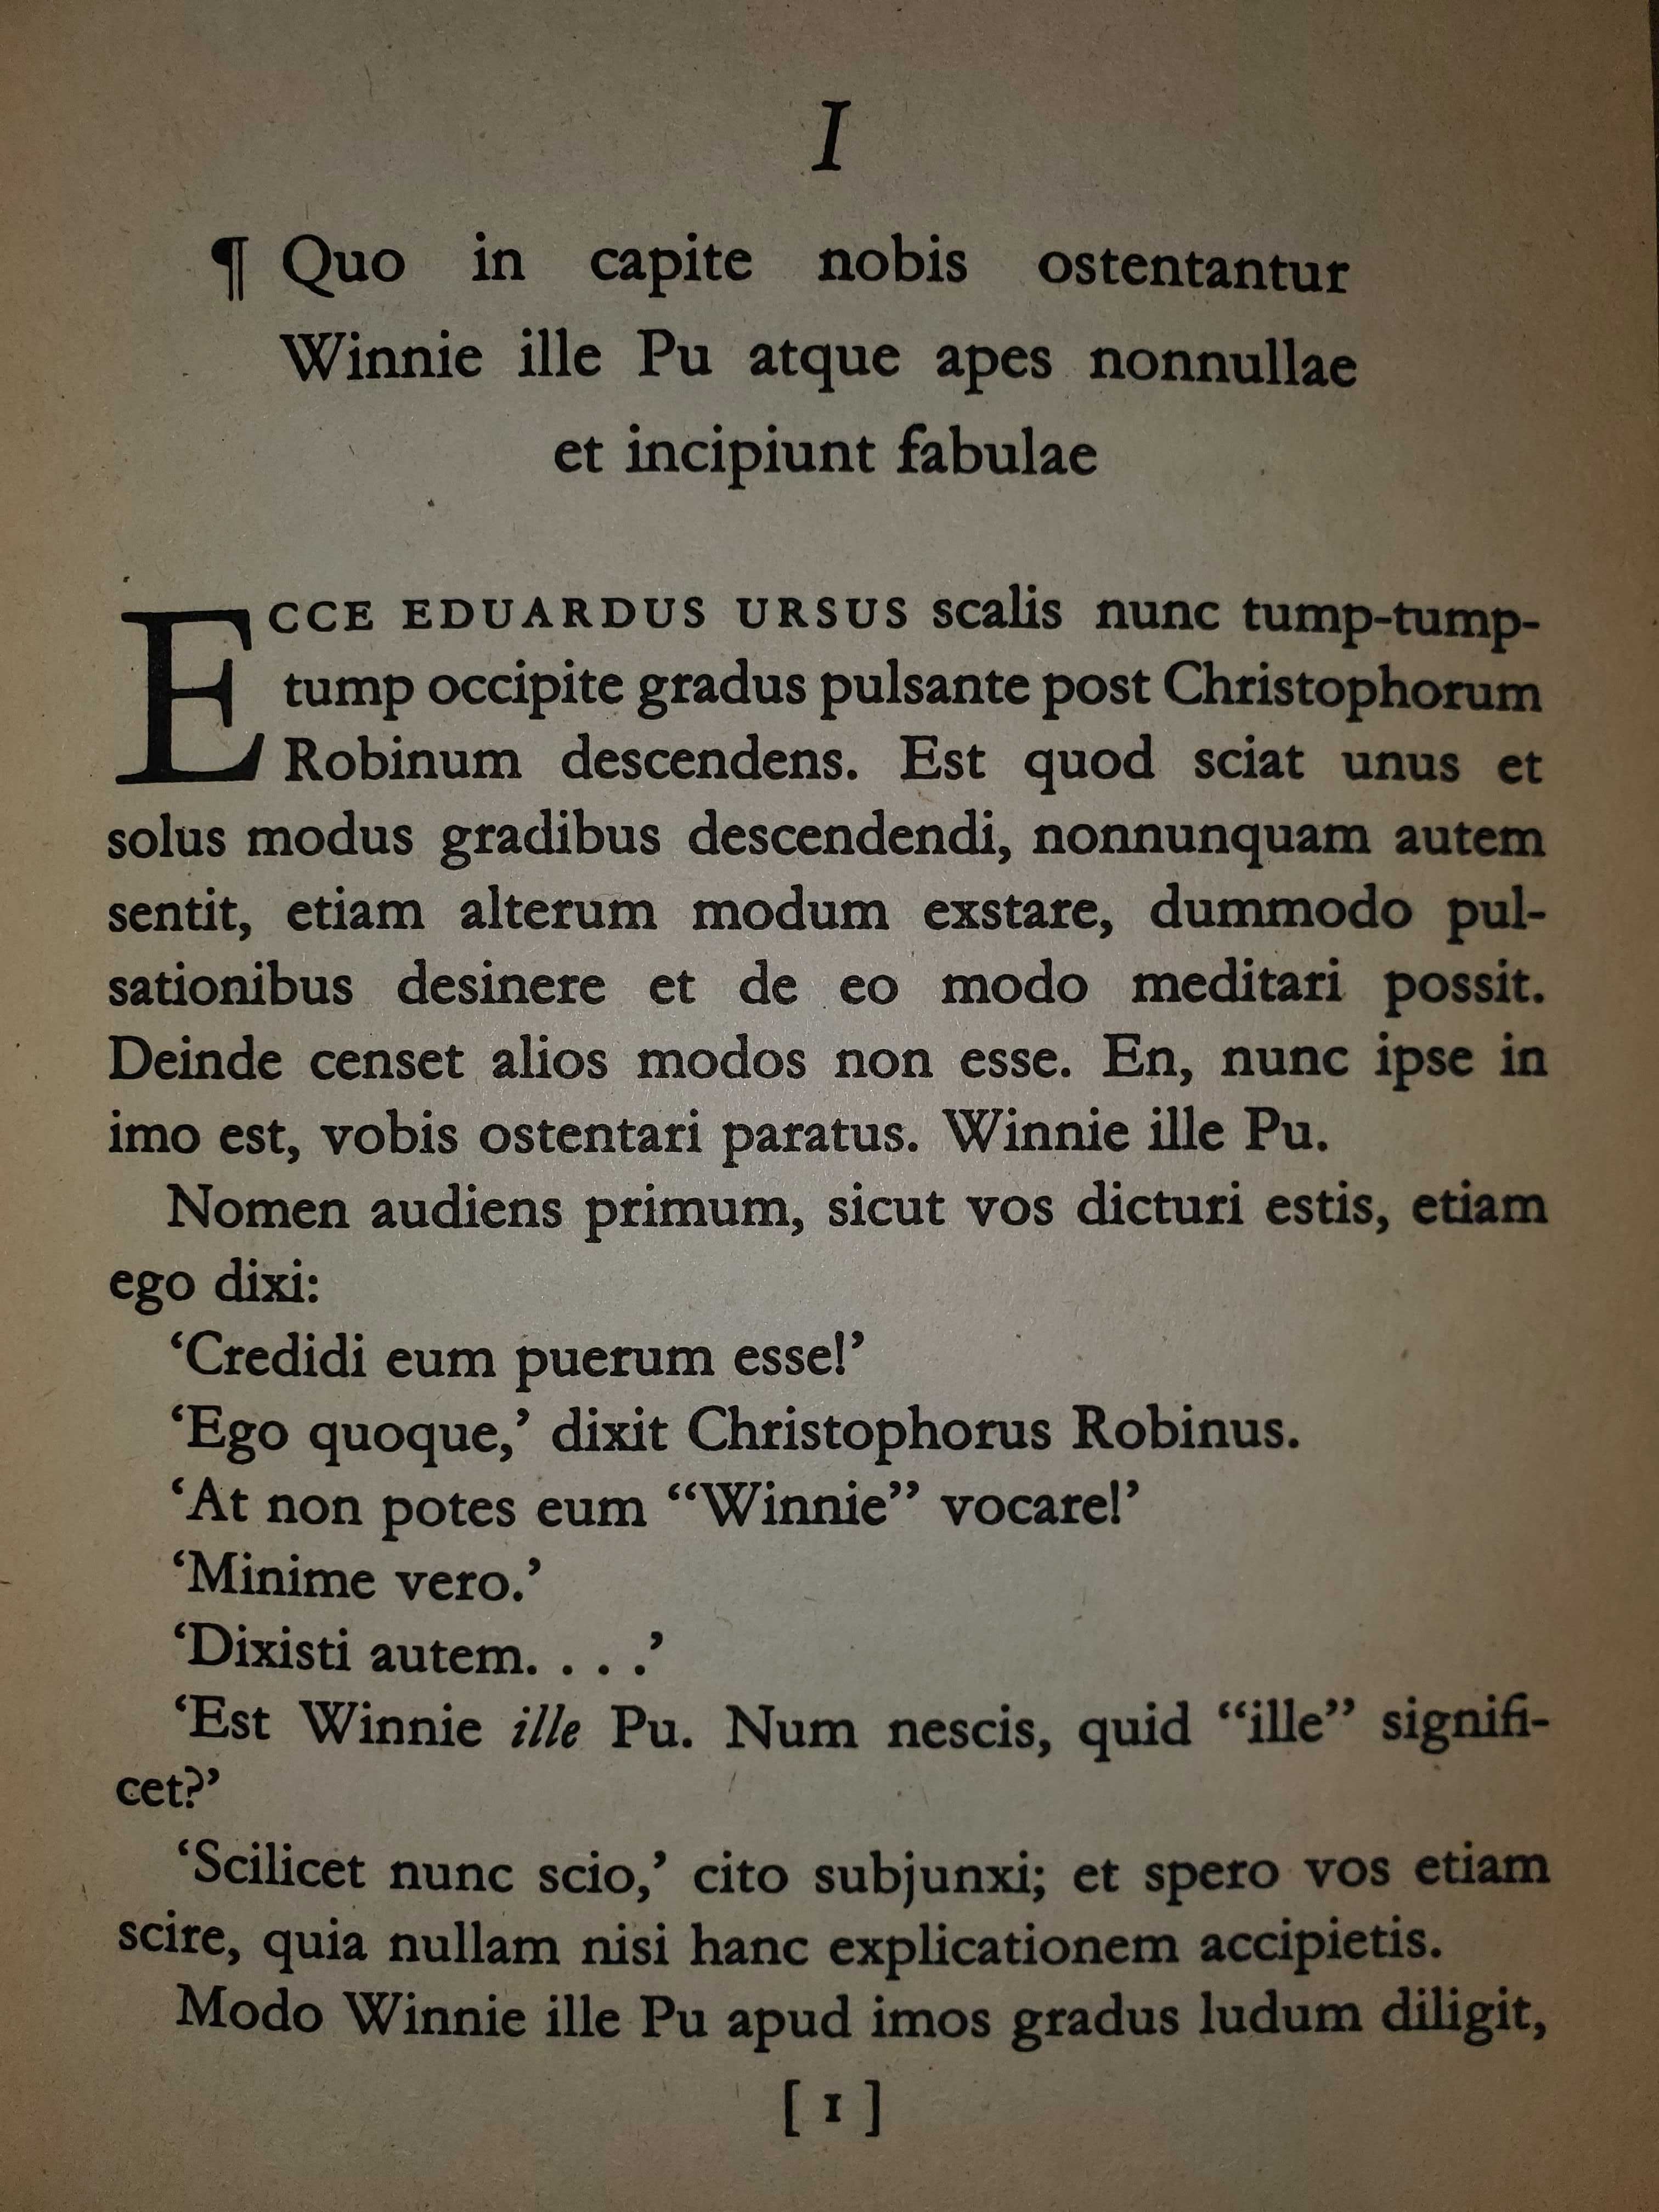 I
¶ Quo in capite nobis ostentantur
Winnie ille Pu atque apes nonnullae
et incipiunt fabulae
ECCE EDUARDUS URSUS scalis nunc tump-tump-
tump occipite gradus pulsante post Christophorum
Robinum descendens. Est quod sciat unus et
solus modus gradibus descendendi, nonnunquam autem
sentit, etiam alterum modum exstare, dummodo pul-
sationibus desinere et de eo modo meditari possit.
Deinde censet alios modos non esse. En, nunc ipse in
imo est, vobis ostentari paratus. Winnie ille Pu.
Nomen audiens primum, sicut vos dicturi estis, etiam
ego dixi:
‘Credidi eum puerum esse!’
‘Ego quoque,’ dixit Christophorus Robinus.
‘At non potes eum “Winnie” vocare!’
‘Minime vero.’
‘Dixisti autem. . . .’
‘Est Winnie ille Pu. Num nescis, quid “ille” signifi-
cet?’
‘Scilicet nunc scio,’ cito subjunxi; et spero vos etiam
scire, quia nullam nisi hanc explicationem accipietis.
Modo Winnie ille Pu apud imos gradus ludum diligit,
[ 1 ]